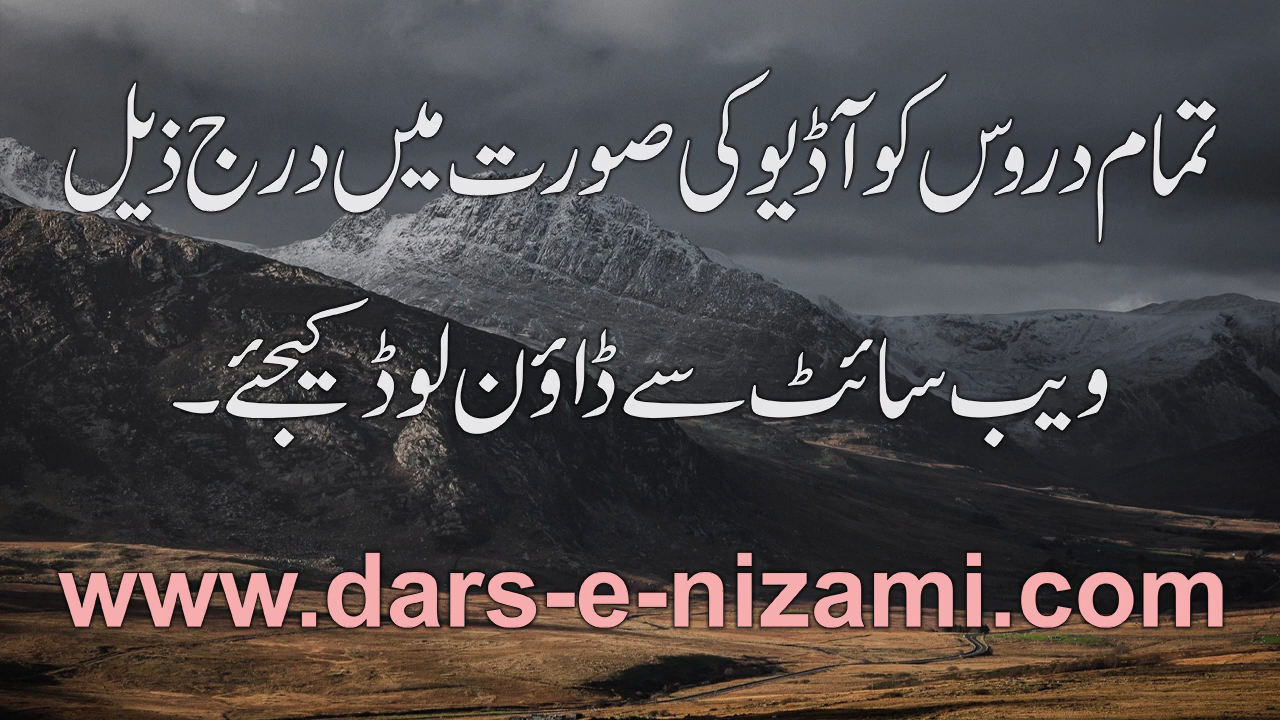 تمام دروس کو آڈیو کی صورت میں درج ذیل
ویب سائٹ سے ڈاؤن لوڈ کیجئے۔
www.dars-e-nizami.com